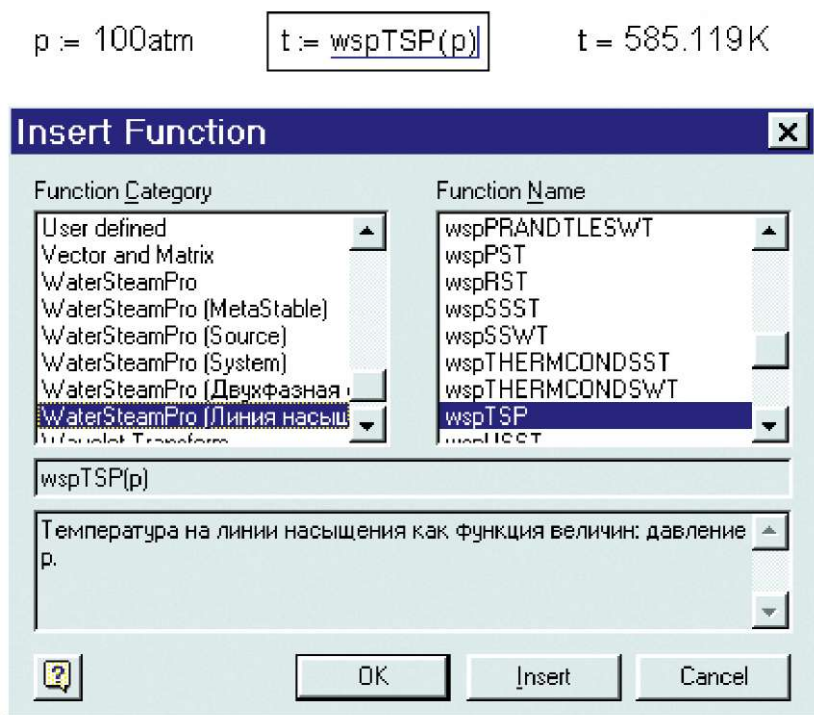 p := 100atm t := wspTSP(p) t = 585.119K
Insert Function
Function Category
User defined
Vector and Matrix
WaterSteamPro
WaterSteamPro (MetaStable)
WaterSteamPro (Source)
WaterSteamPro (System)
WaterSteamPro (Двухфазная
WaterSteamPro (Линия насыщ
Function Name
wspPRANDTLESWT
wspPST
wspRST
wspSSST
wspSSWT
wspTHERMCONDSST
wspTHERMCONDSWT
wspTSP
wspTSP(p)
Температура на линии насыщения как функция величин: давление
p.
OK Insert Cancel